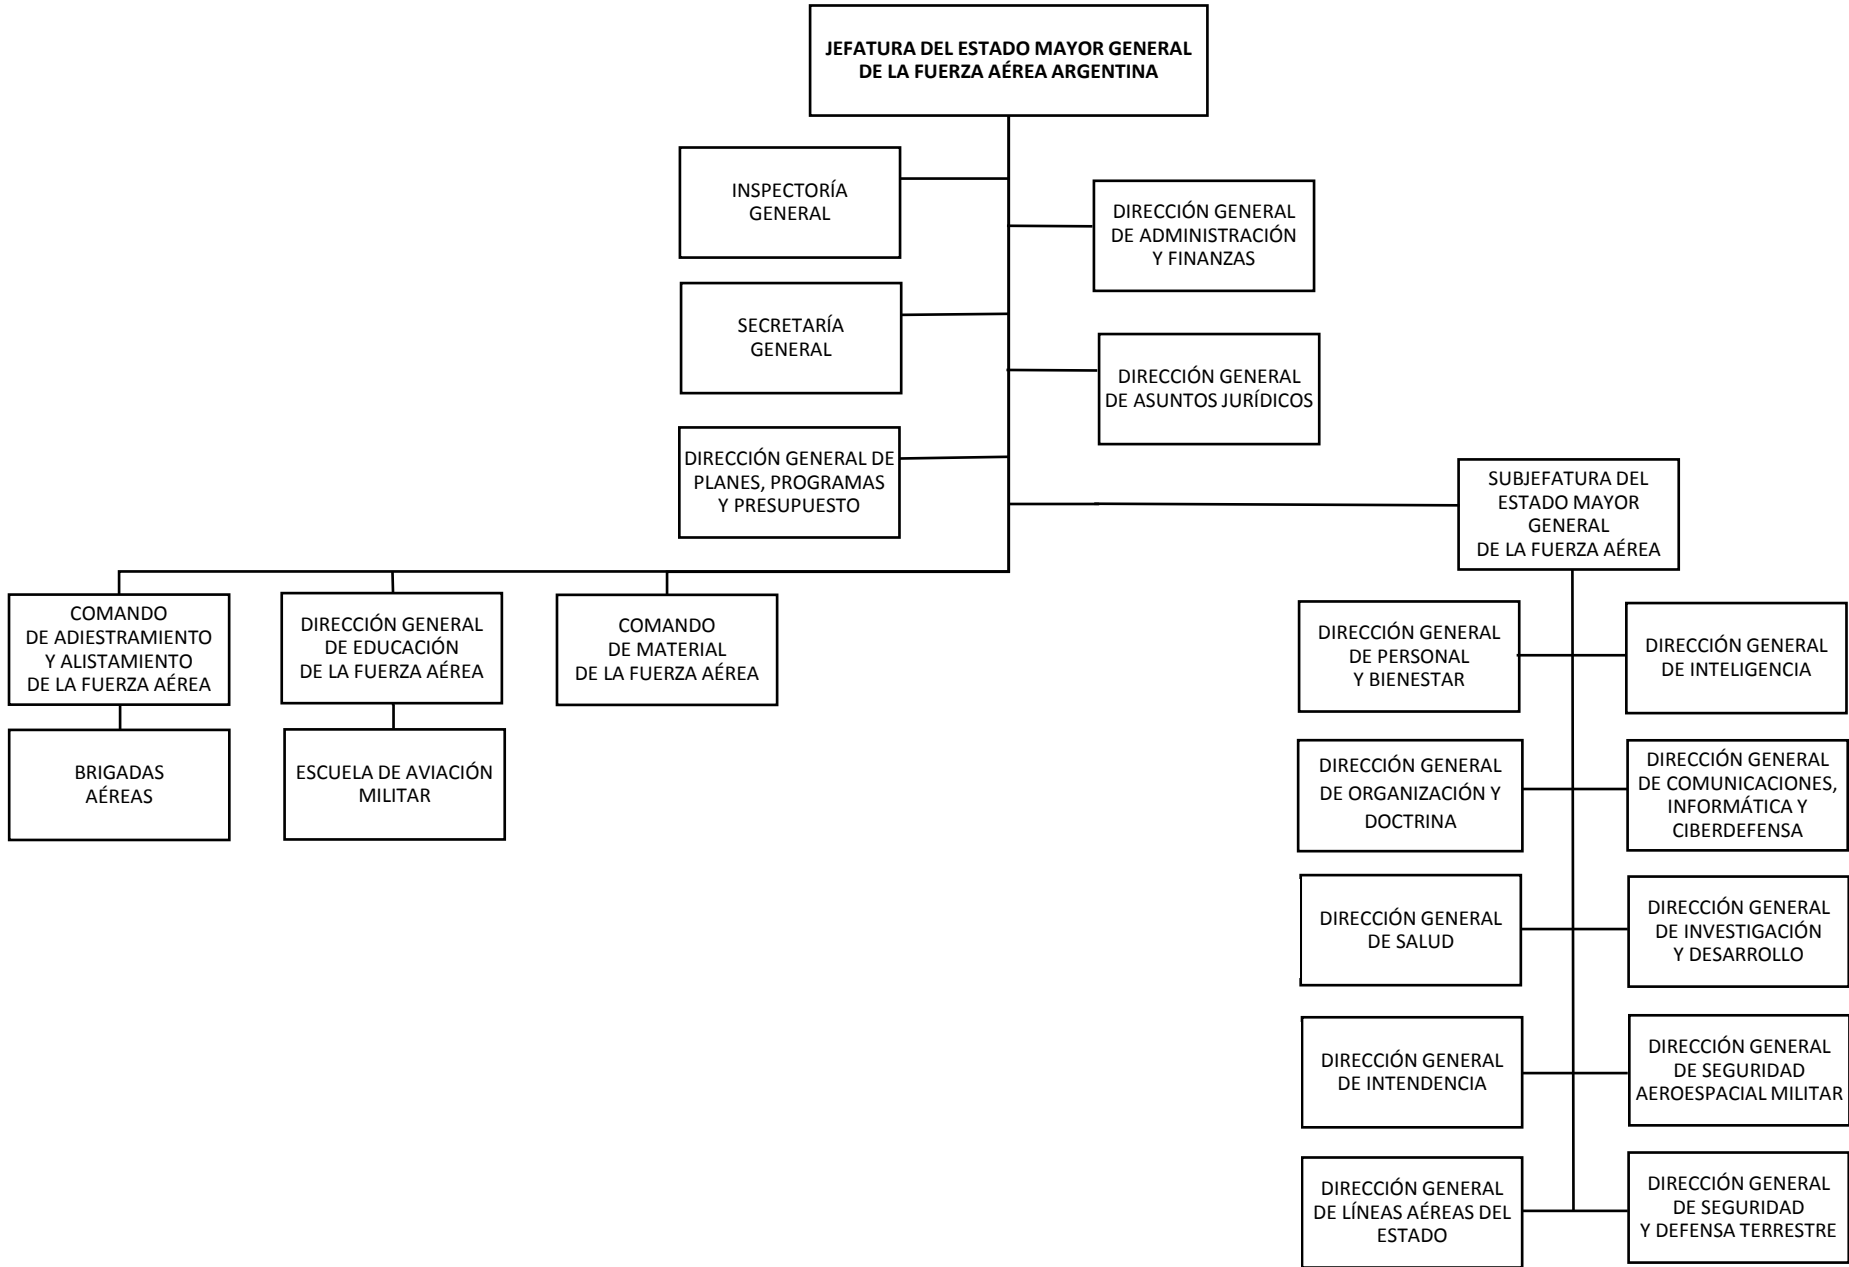 JEFATURA DEL ESTADO MAYOR GENERAL
DE LA FUERZA AÉREA ARGENTINA
INSPECTORÍA
GENERAL
DIRECCIÓN GENERAL
DE ADMINISTRACIÓN
Y FINANZAS
SECRETARÍA
GENERAL
DIRECCIÓN GENERAL
DE ASUNTOS JURÍDICOS
DIRECCIÓN GENERAL DE
PLANES, PROGRAMAS
Y PRESUPUESTO
SUBJEFATURA DEL
ESTADO MAYOR
GENERAL
DE LA FUERZA AÉREA
COMANDO
DE ADIESTRAMIENTO
Y ALISTAMIENTO
DE LA FUERZA AÉREA
DIRECCIÓN GENERAL
DE EDUCACIÓN
DE LA FUERZA AÉREA
COMANDO
DE MATERIAL
DE LA FUERZA AÉREA
BRIGADAS
AÉREAS
ESCUELA DE AVIACIÓN
MILITAR
DIRECCIÓN GENERAL
DE PERSONAL
Y BIENESTAR
DIRECCIÓN GENERAL
DE INTELIGENCIA
DIRECCIÓN GENERAL
DE ORGANIZACIÓN Y
DOCTRINA
DIRECCIÓN GENERAL
DE COMUNICACIONES,
INFORMÁTICA Y
CIBERDEFENSA
DIRECCIÓN GENERAL
DE SALUD
DIRECCIÓN GENERAL
DE INVESTIGACIÓN
Y DESARROLLO
DIRECCIÓN GENERAL
DE INTENDENCIA
DIRECCIÓN GENERAL
DE SEGURIDAD
AEROESPACIAL MILITAR
DIRECCIÓN GENERAL
DE LÍNEAS AÉREAS DEL
ESTADO
DIRECCIÓN GENERAL
DE SEGURIDAD
Y DEFENSA TERRESTRE